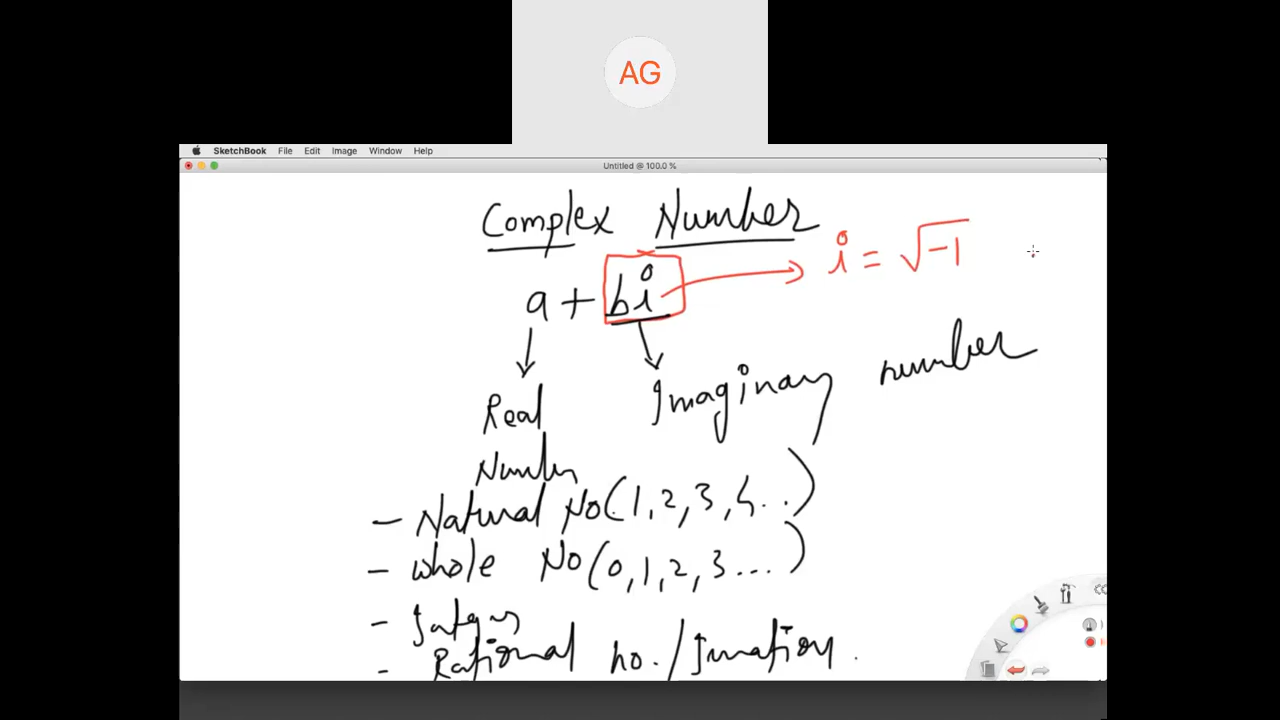 AG
SketchBook File Edit Image Window Help
Untitled @ 100.0 %
Complex Number
i = √-1
a + bi
Imaginary number
Real
Number
- Natural No (1, 2, 3, 4...)
- Whole No (0, 1, 2, 3...)
- Integers
- Rational no. / Irrational.